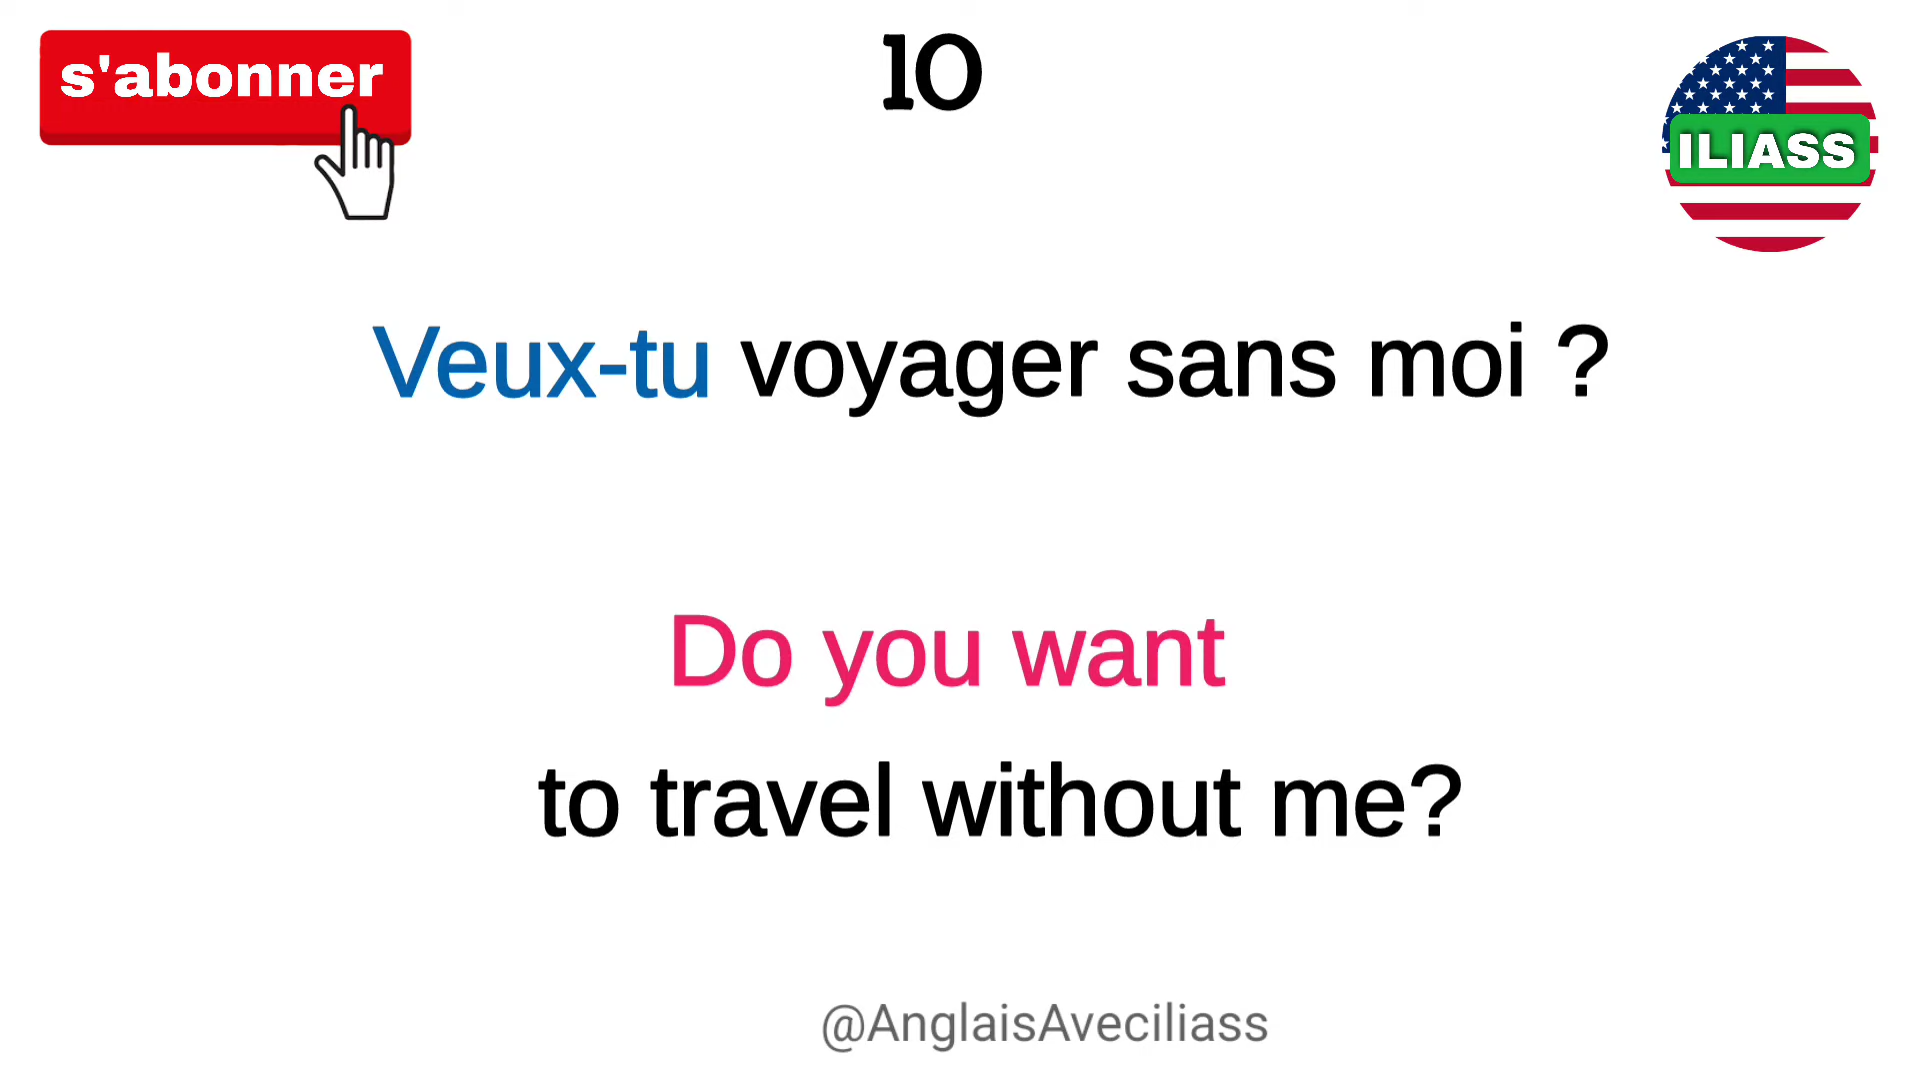 s'abonner
10
ILIASS
Veux-tu voyager sans moi ?
Do you want
to travel without me?
@AnglaisAveciliass